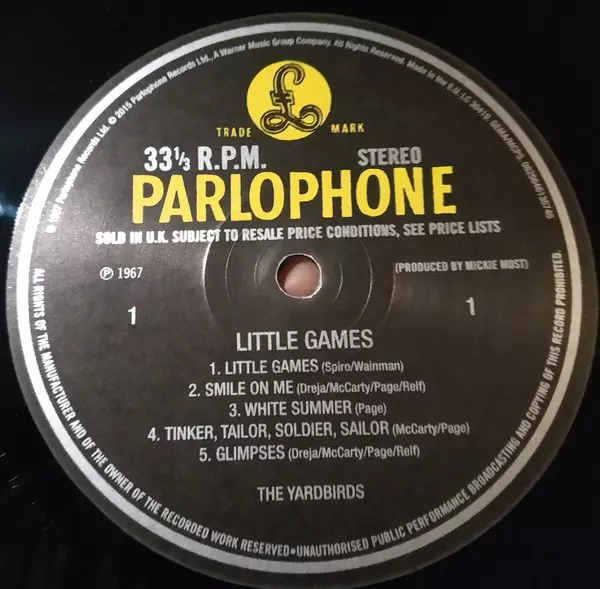 ℗ 1967 Parlophone Records Ltd., © 2015 Parlophone Records Ltd., A Warner Music Group Company. All Rights Reserved. Made in the E.U. LC 30419. GEMA/MCPS
£
TRADE MARK
33⅓ R.P.M. STEREO
PARLOPHONE
SOLD IN U.K. SUBJECT TO RESALE PRICE CONDITIONS, SEE PRICE LISTS
℗ 1967 (PRODUCED BY MICKIE MOST)
1 1
LITTLE GAMES
1. LITTLE GAMES (Spiro/Wainman)
2. SMILE ON ME (Dreja/McCarty/Page/Relf)
3. WHITE SUMMER (Page)
4. TINKER, TAILOR, SOLDIER, SAILOR (McCarty/Page)
5. GLIMPSES (Dreja/McCarty/Page/Relf)
THE YARDBIRDS
ALL RIGHTS OF THE MANUFACTURER AND OF THE OWNER OF THE RECORDED WORK RESERVED•UNAUTHORISED PUBLIC PERFORMANCE BROADCASTING AND COPYING OF THIS RECORD PROHIBITED.